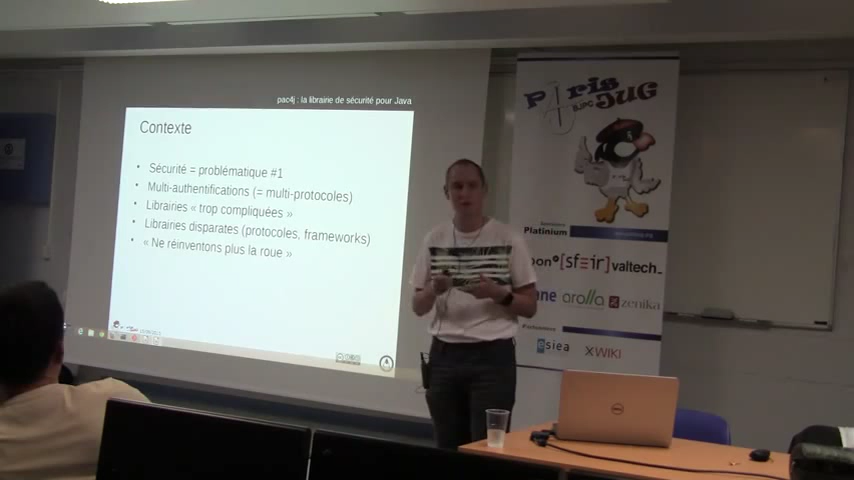 pac4j : la librairie de sécurité pour Java
Contexte
• Sécurité = problématique #1
• Multi-authentifications (= multi-protocoles)
• Librairies « trop compliquées »
• Librairies disparates (protocoles, frameworks)
• « Ne réinventons plus la roue »
Paris
JUG
Platinium
[sfeir]
valtech_
arolla
zenika
esiea
XWIKI
DELL